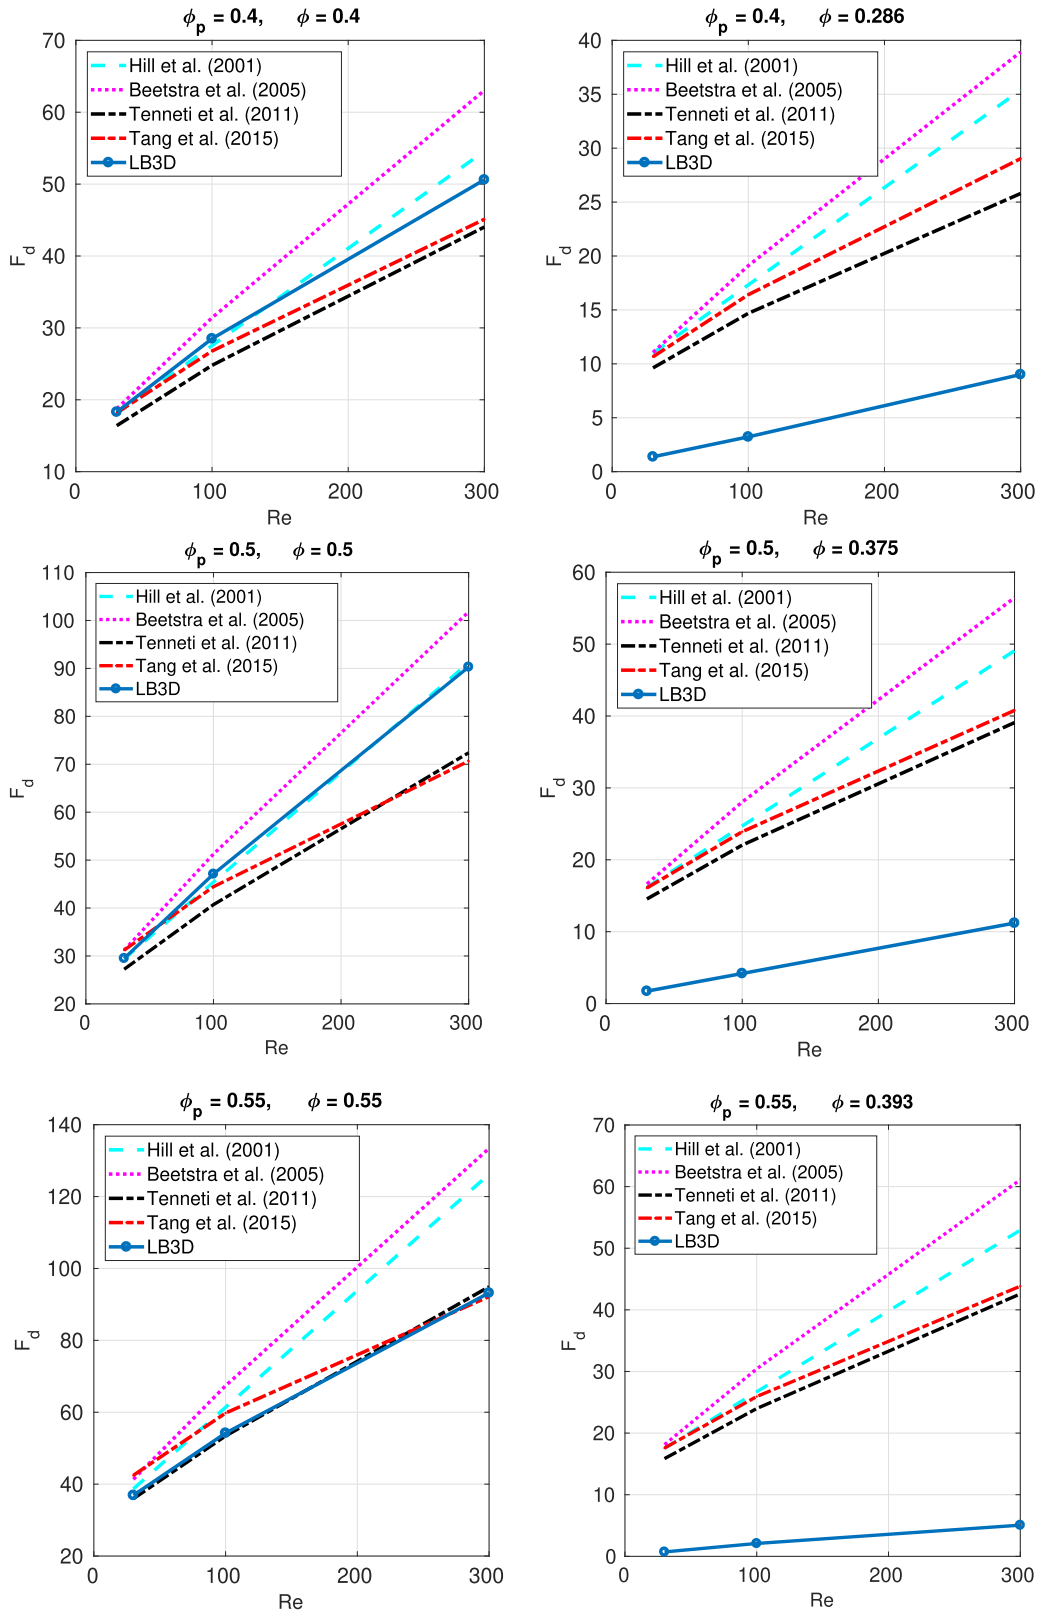 ϕp = 0.4, ϕ = 0.4
70
60
50
40
30
20
10
F_d
Hill et al. (2001)
Beetstra et al. (2005)
Tenneti et al. (2011)
Tang et al. (2015)
LB3D
0 100 200 300
Re
ϕp = 0.4, ϕ = 0.286
40
35
30
25
20
15
10
5
0
F_d
Hill et al. (2001)
Beetstra et al. (2005)
Tenneti et al. (2011)
Tang et al. (2015)
LB3D
0 100 200 300
Re
ϕp = 0.5, ϕ = 0.5
110
100
90
80
70
60
50
40
30
20
F_d
Hill et al. (2001)
Beetstra et al. (2005)
Tenneti et al. (2011)
Tang et al. (2015)
LB3D
0 100 200 300
Re
ϕp = 0.5, ϕ = 0.375
60
50
40
30
20
10
0
F_d
Hill et al. (2001)
Beetstra et al. (2005)
Tenneti et al. (2011)
Tang et al. (2015)
LB3D
0 100 200 300
Re
ϕp = 0.55, ϕ = 0.55
140
120
100
80
60
40
20
F_d
Hill et al. (2001)
Beetstra et al. (2005)
Tenneti et al. (2011)
Tang et al. (2015)
LB3D
0 100 200 300
Re
ϕp = 0.55, ϕ = 0.393
70
60
50
40
30
20
10
0
F_d
Hill et al. (2001)
Beetstra et al. (2005)
Tenneti et al. (2011)
Tang et al. (2015)
LB3D
0 100 200 300
Re